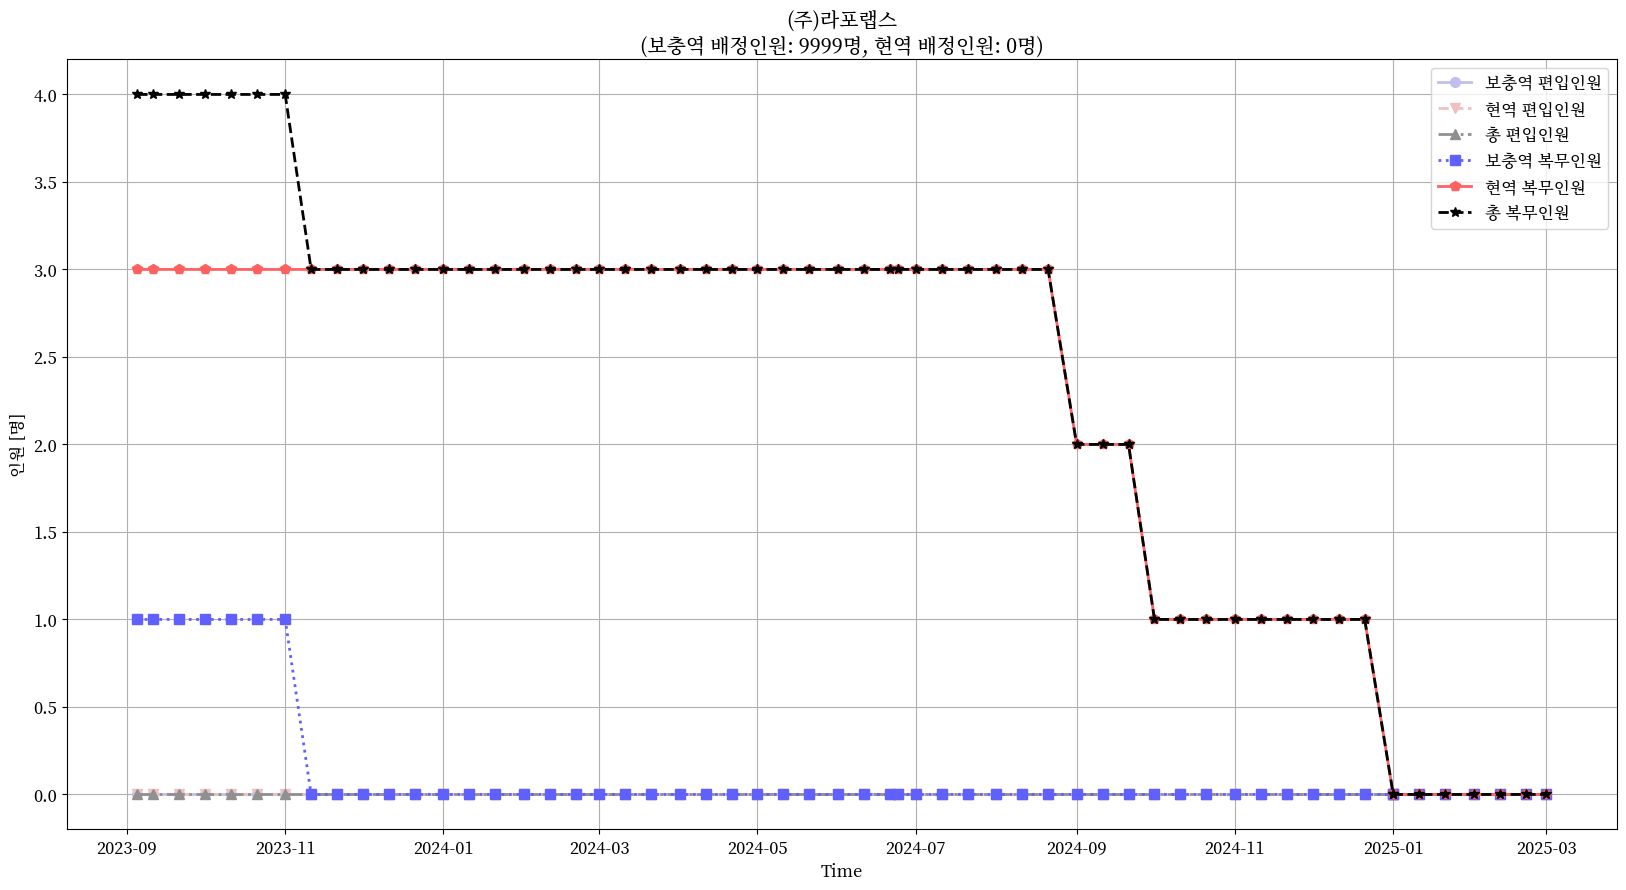 (주)라포랩스
(보충역 배정인원: 9999명, 현역 배정인원: 0명)
보충역 편입인원
현역 편입인원
총 편입인원
보충역 복무인원
현역 복무인원
총 복무인원
인원 [명]
4.0
3.5
3.0
2.5
2.0
1.5
1.0
0.5
0.0
2023-09 2023-11 2024-01 2024-03 2024-05 2024-07 2024-09 2024-11 2025-01 2025-03
Time